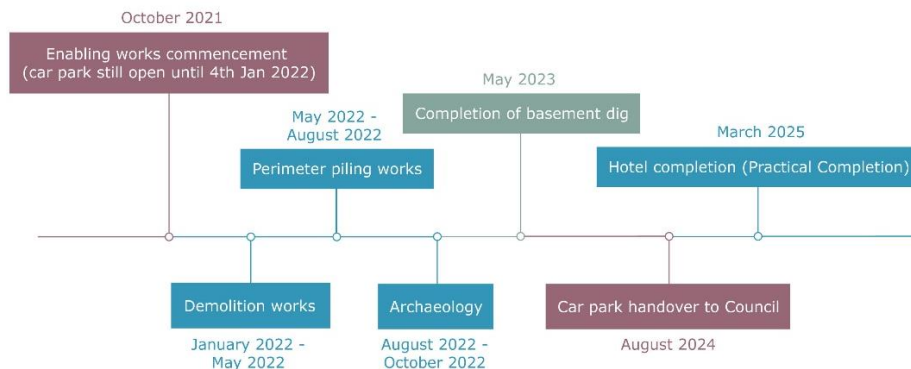 October 2021
Enabling works commencement
(car park still open until 4th Jan 2022)
Demolition works
January 2022 -
May 2022
May 2022 -
August 2022
Perimeter piling works
Archaeology
August 2022 -
October 2022
May 2023
Completion of basement dig
Car park handover to Council
August 2024
March 2025
Hotel completion (Practical Completion)